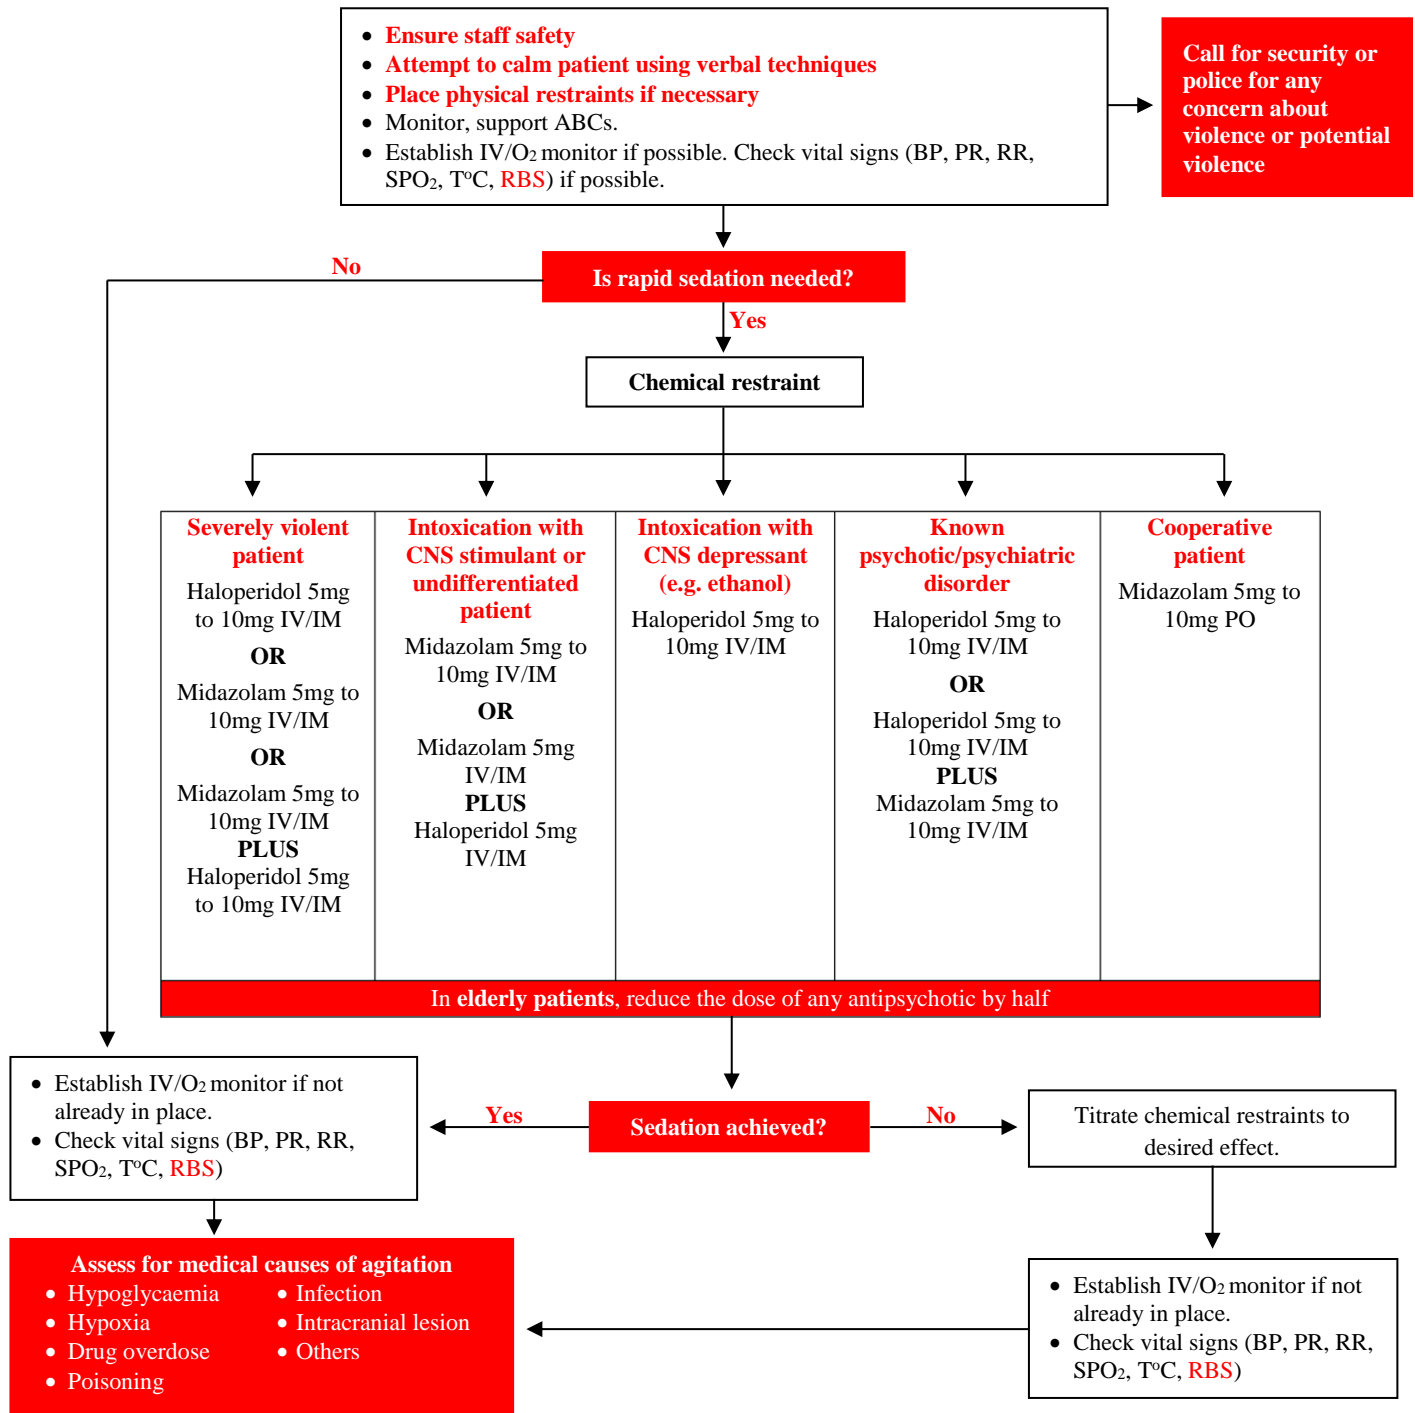 • Ensure staff safety
• Attempt to calm patient using verbal techniques
• Place physical restraints if necessary
• Monitor, support ABCs.
• Establish IV/O2 monitor if possible. Check vital signs (BP, PR, RR,
SPO2, ToC, RBS) if possible.
Call for security or
police for any
concern about
violence or potential
violence
Is rapid sedation needed?
No
Yes
Chemical restraint
Severely violent
patient
Haloperidol 5mg
to 10mg IV/IM
OR
Midazolam 5mg to
10mg IV/IM
OR
Midazolam 5mg to
10mg IV/IM
PLUS
Haloperidol 5mg
to 10mg IV/IM
Intoxication with
CNS stimulant or
undifferentiated
patient
Midazolam 5mg to
10mg IV/IM
OR
Midazolam 5mg
IV/IM
PLUS
Haloperidol 5mg
IV/IM
Intoxication with
CNS depressant
(e.g. ethanol)
Haloperidol 5mg to
10mg IV/IM
Known
psychotic/psychiatric
disorder
Haloperidol 5mg to
10mg IV/IM
OR
Haloperidol 5mg to
10mg IV/IM
PLUS
Midazolam 5mg to
10mg IV/IM
Cooperative
patient
Midazolam 5mg to
10mg PO
In elderly patients, reduce the dose of any antipsychotic by half
Sedation achieved?
Yes
No
• Establish IV/O2 monitor if not
already in place.
• Check vital signs (BP, PR, RR,
SPO2, ToC, RBS)
Titrate chemical restraints to
desired effect.
• Establish IV/O2 monitor if not
already in place.
• Check vital signs (BP, PR, RR,
SPO2, ToC, RBS)
Assess for medical causes of agitation
• Hypoglycaemia
• Hypoxia
• Drug overdose
• Poisoning
• Infection
• Intracranial lesion
• Others